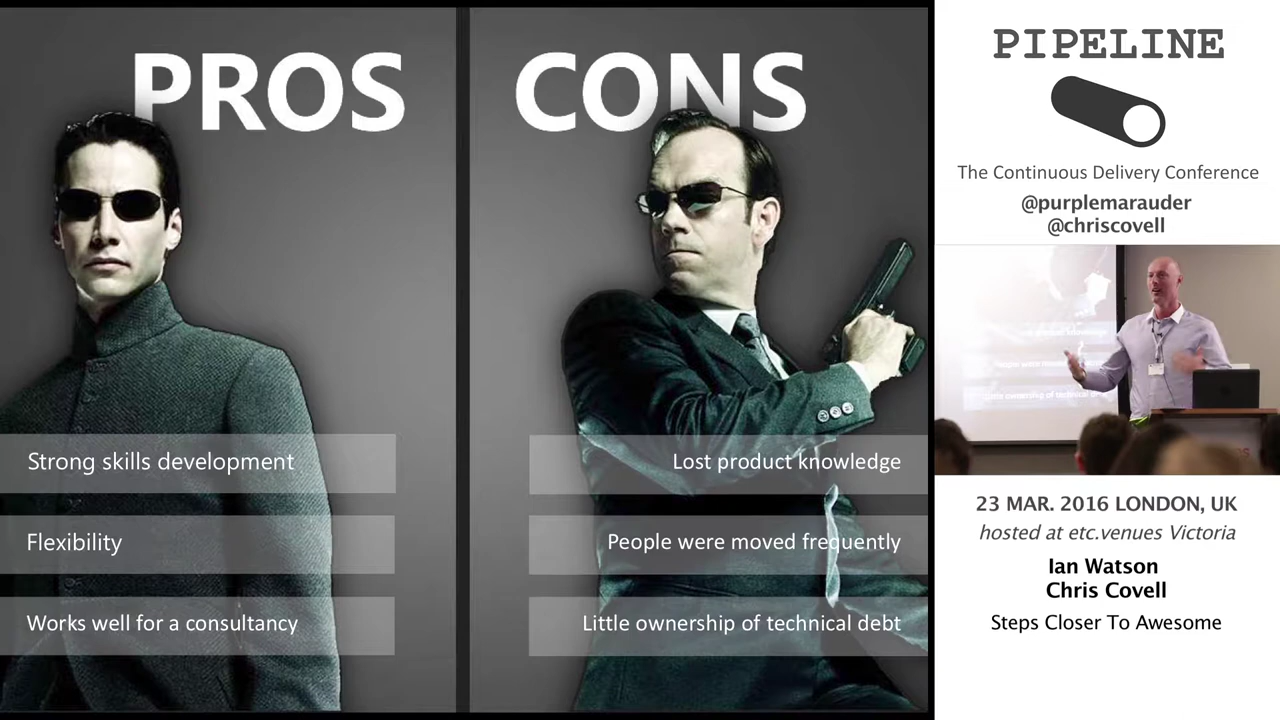 PROS
Strong skills development
Flexibility
Works well for a consultancy
CONS
Lost product knowledge
People were moved frequently
Little ownership of technical debt
PIPELINE
The Continuous Delivery Conference
@purplemarauder
@chriscovell
23 MAR. 2016 LONDON, UK
hosted at etc.venues Victoria
Ian Watson
Chris Covell
Steps Closer To Awesome